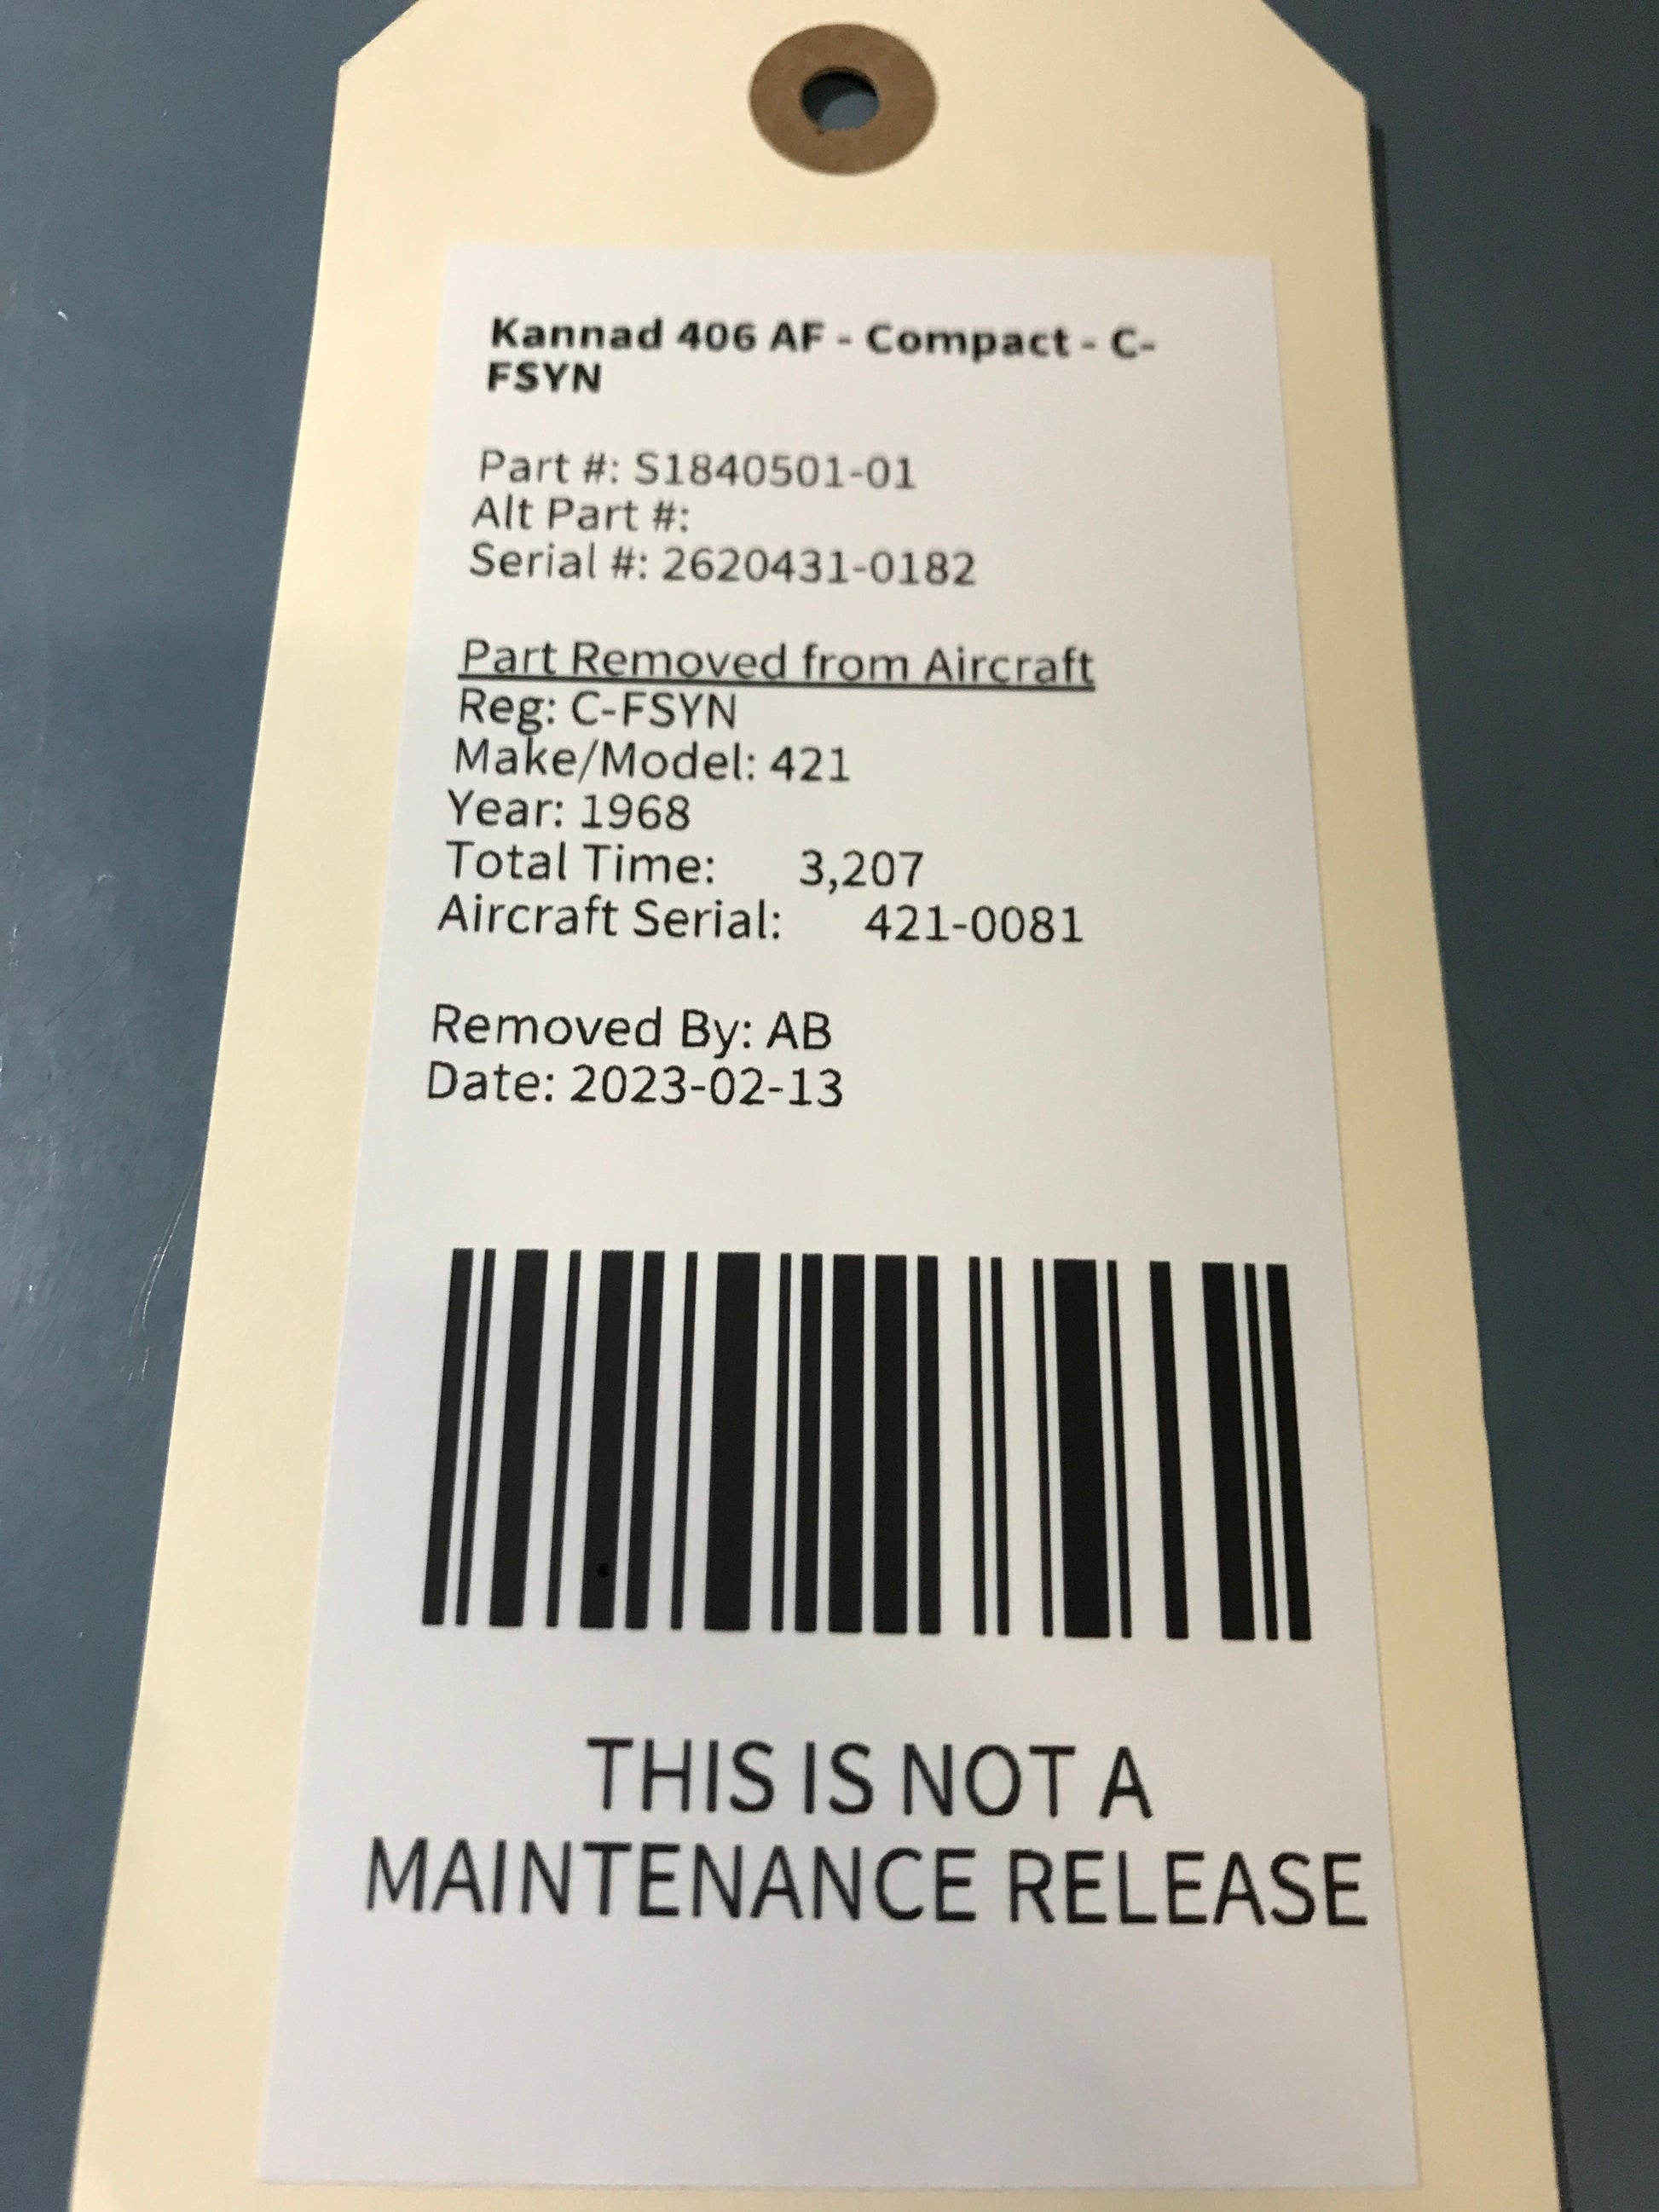 Kannad 406 AF - Compact - C-
FSYN
Part #: S1840501-01
Alt Part #:
Serial #: 2620431-0182
Part Removed from Aircraft
Reg: C-FSYN
Make/Model: 421
Year: 1968
Total Time: 3,207
Aircraft Serial: 421-0081
Removed By: AB
Date: 2023-02-13
THIS IS NOT A
MAINTENANCE RELEASE